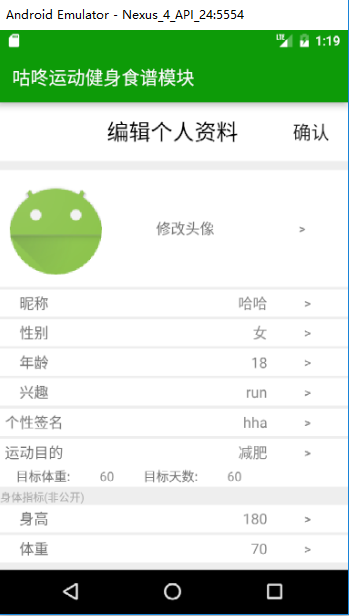 Android Emulator - Nexus_4_API_24:5554
LTE 1:19
咕咚运动健身食谱模块
编辑个人资料 确认
修改头像 >
昵称 哈哈 >
性别 女 >
年龄 18 >
兴趣 run >
个性签名 hha >
运动目的 减肥 >
目标体重: 60 目标天数: 60
身体指标(非公开)
身高 180 >
体重 70 >